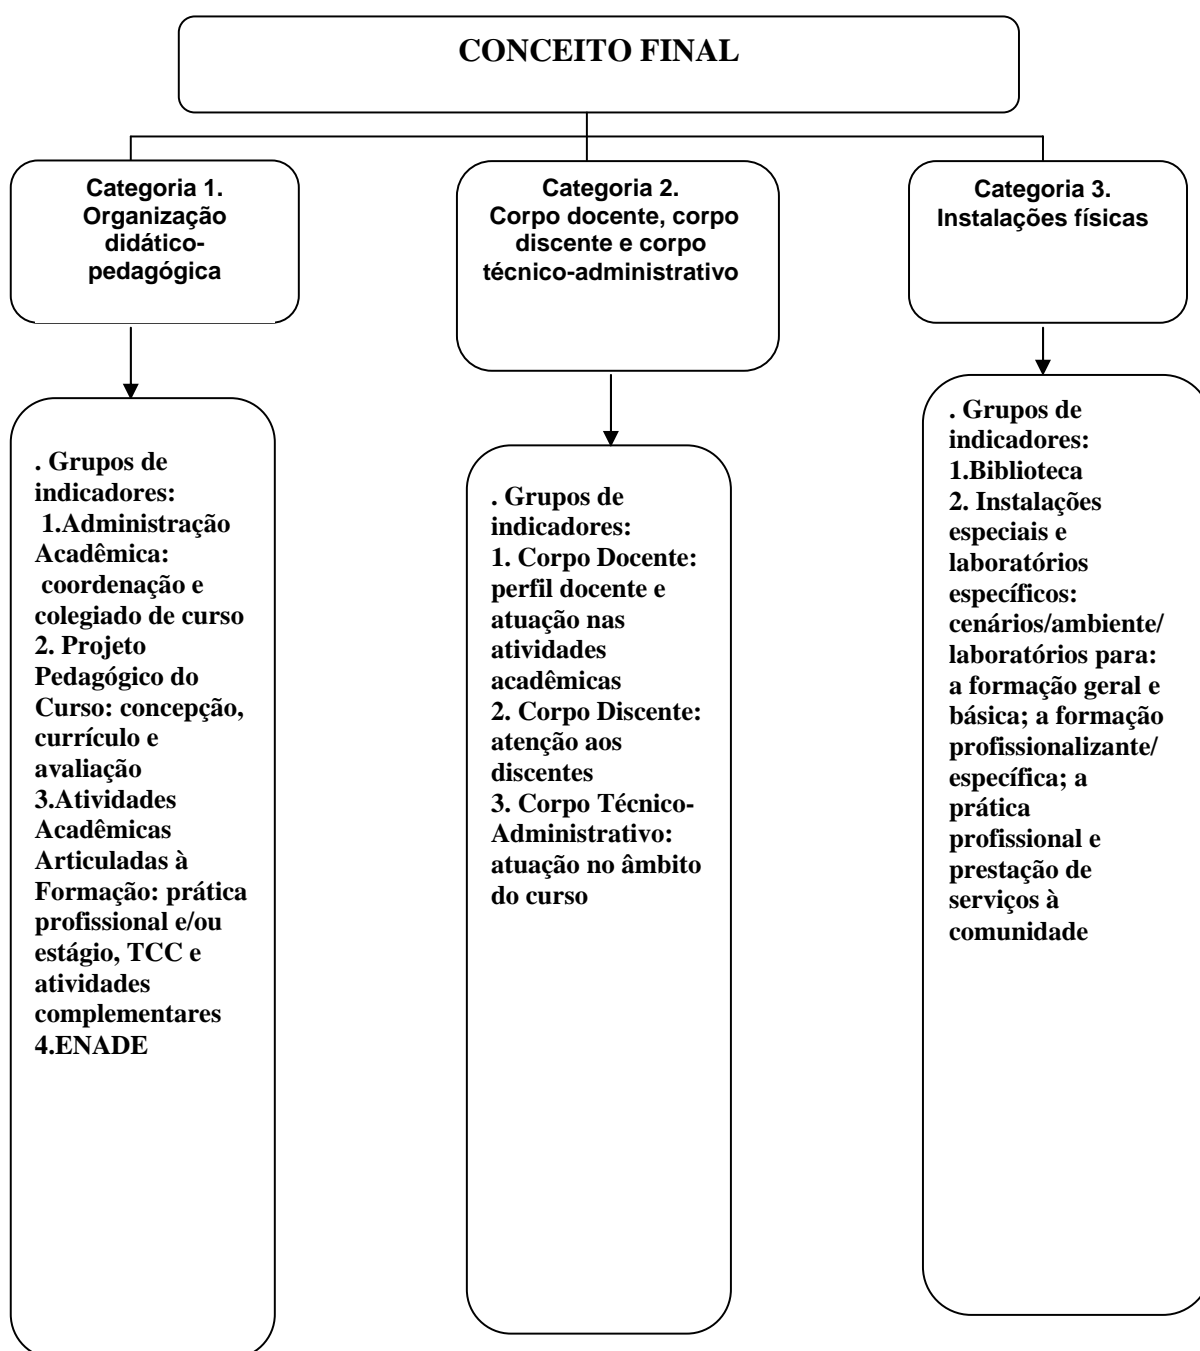 CONCEITO FINAL
Categoria 1.
Organização
didático-
pedagógica
Categoria 2.
Corpo docente, corpo
discente e corpo
técnico-administrativo
Categoria 3.
Instalações físicas
. Grupos de
indicadores:
1.Administração
Acadêmica:
coordenação e
colegiado de curso
2. Projeto
Pedagógico do
Curso: concepção,
currículo e
avaliação
3.Atividades
Acadêmicas
Articuladas à
Formação: prática
profissional e/ou
estágio, TCC e
atividades
complementares
4.ENADE
. Grupos de
indicadores:
1. Corpo Docente:
perfil docente e
atuação nas
atividades
acadêmicas
2. Corpo Discente:
atenção aos
discentes
3. Corpo Técnico-
Administrativo:
atuação no âmbito
do curso
. Grupos de
indicadores:
1.Biblioteca
2. Instalações
especiais e
laboratórios
específicos:
cenários/ambiente/
laboratórios para:
a formação geral e
básica; a formação
profissionalizante/
específica; a
prática
profissional e
prestação de
serviços à
comunidade